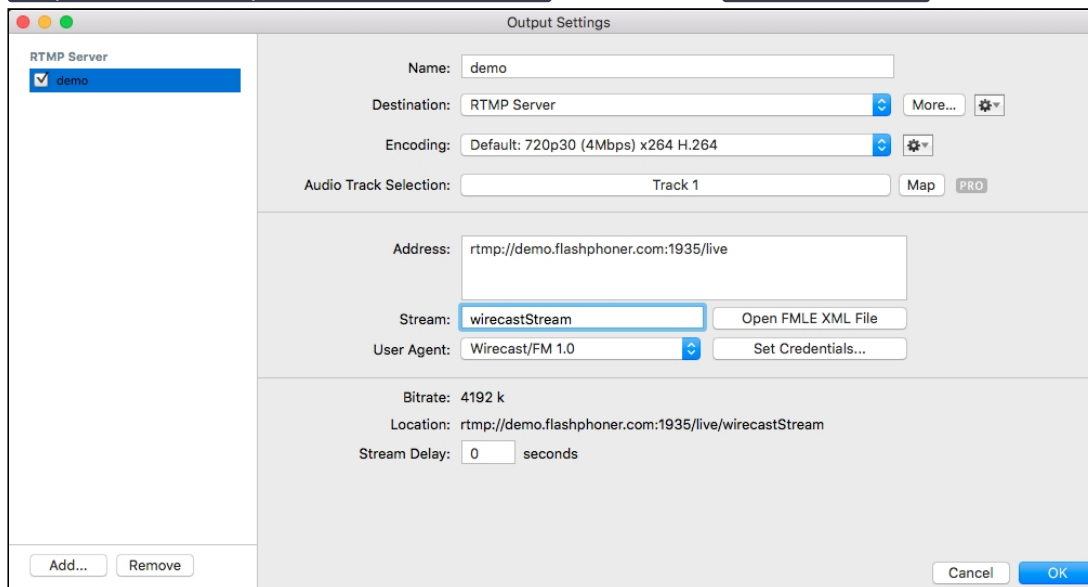 Output Settings
RTMP Server
demo
Name: demo
Destination: RTMP Server More...
Encoding: Default: 720p30 (4Mbps) x264 H.264
Audio Track Selection: Track 1 Map PRO
Address: rtmp://demo.flashphoner.com:1935/live
Stream: wirecastStream Open FMLE XML File
User Agent: Wirecast/FM 1.0 Set Credentials...
Bitrate: 4192 k
Location: rtmp://demo.flashphoner.com:1935/live/wirecastStream
Stream Delay: 0 seconds
Add... Remove
Cancel OK